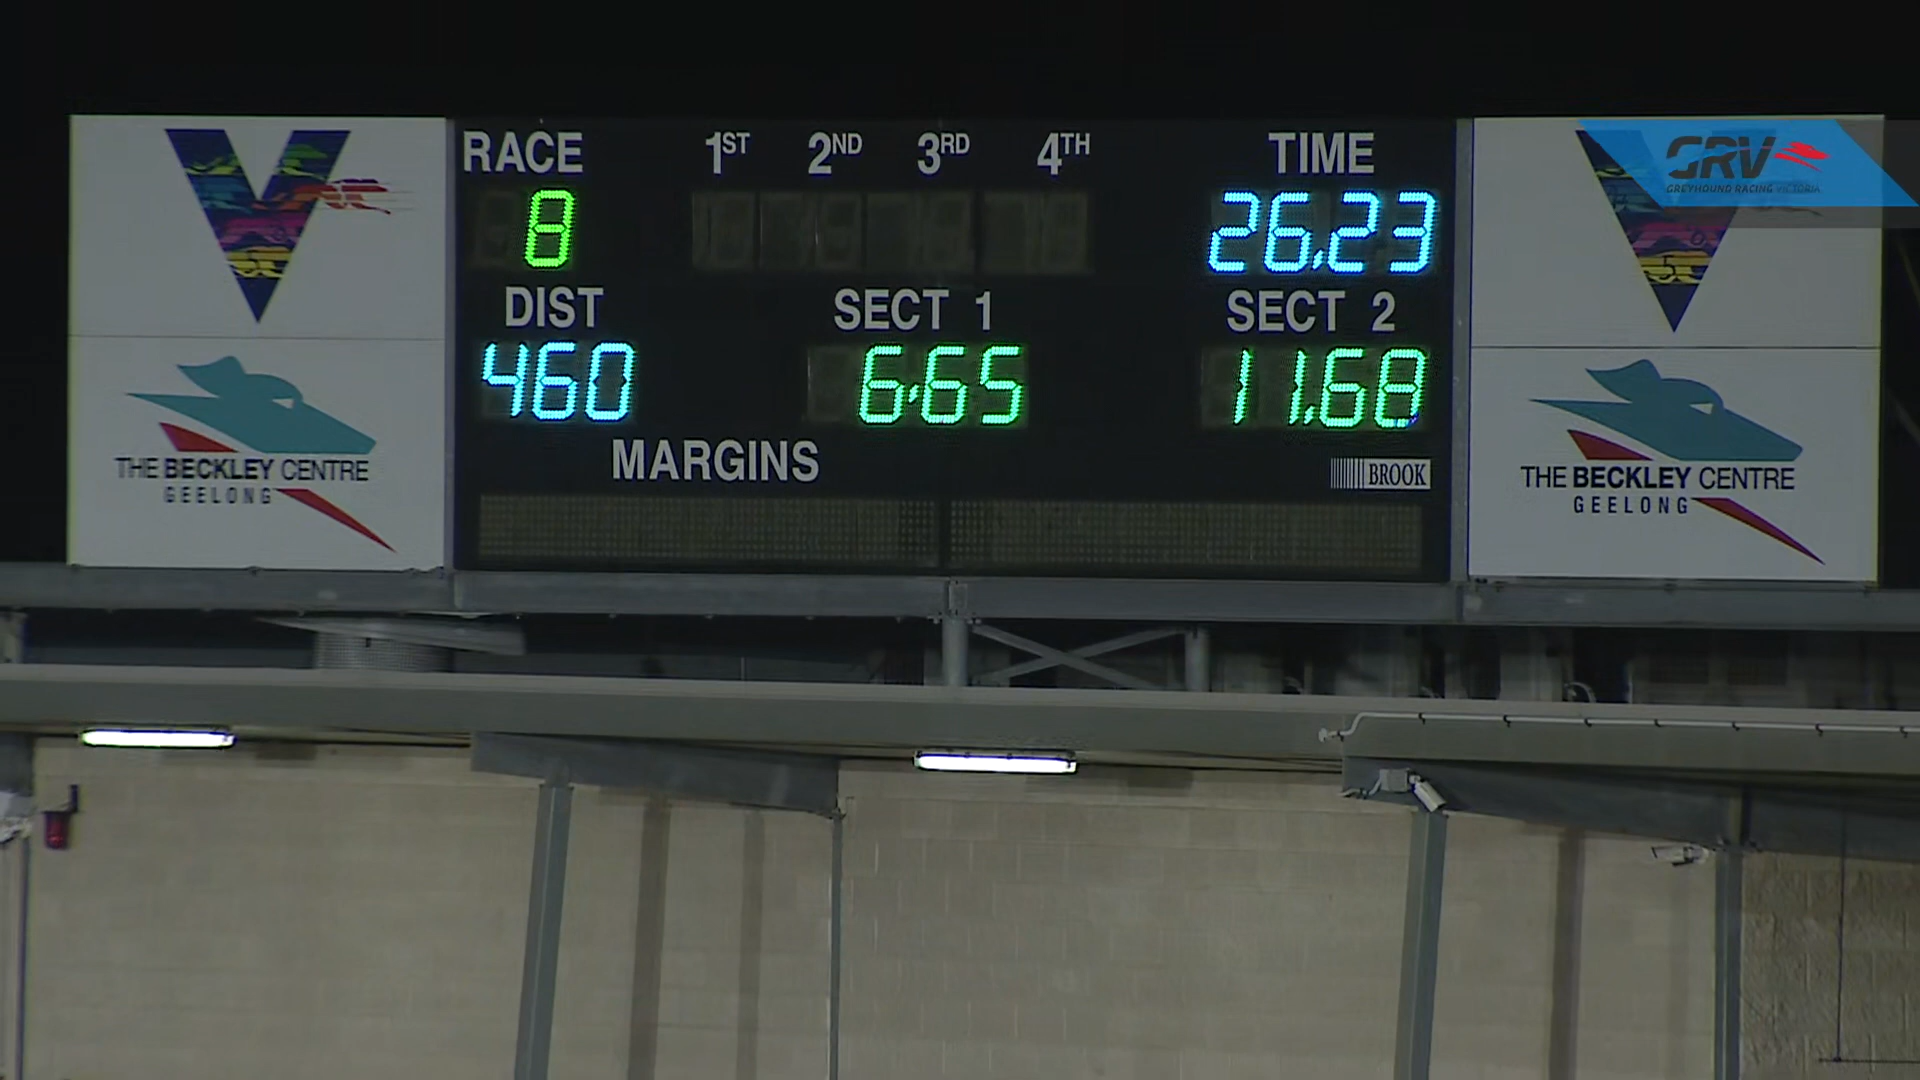 RACE 1ST 2ND 3RD 4TH TIME
8 26.23
DIST SECT 1 SECT 2
460 6.65 11.68
MARGINS
BROOK
THE BECKLEY CENTRE
GEELONG
THE BECKLEY CENTRE
GEELONG
GRV
GREYHOUND RACING VICTORIA